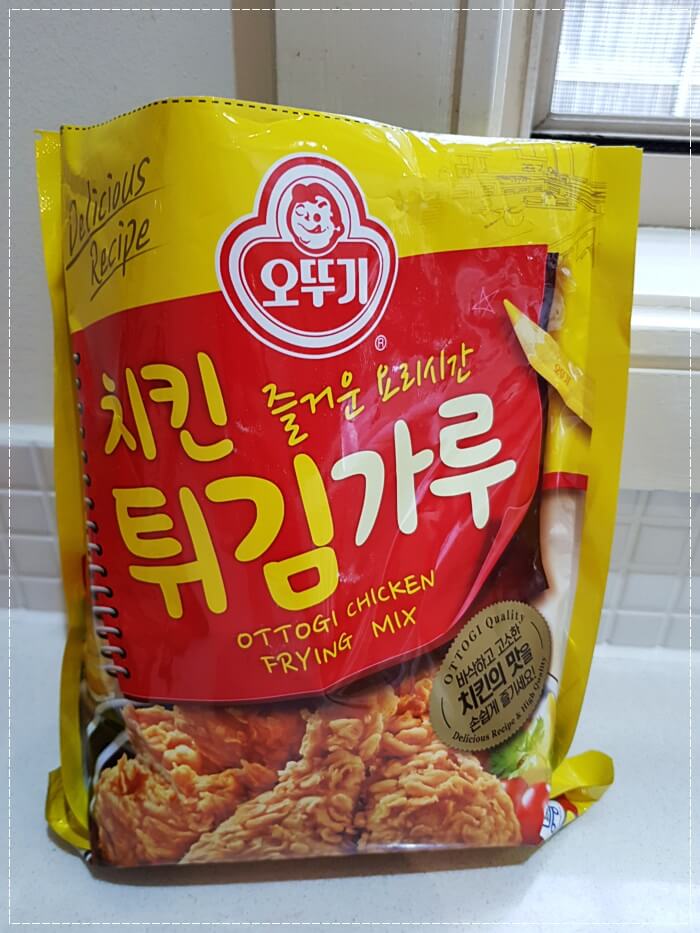 Delicious
Recipe
오뚜기
®
치킨
즐거운 요리시간
튀김가루
OTTOGI CHICKEN
FRYING MIX
OTTOGI Quality
바삭하고 고소한
치킨의 맛을
손쉽게 즐기세요!
Delicious Recipe & High Quality